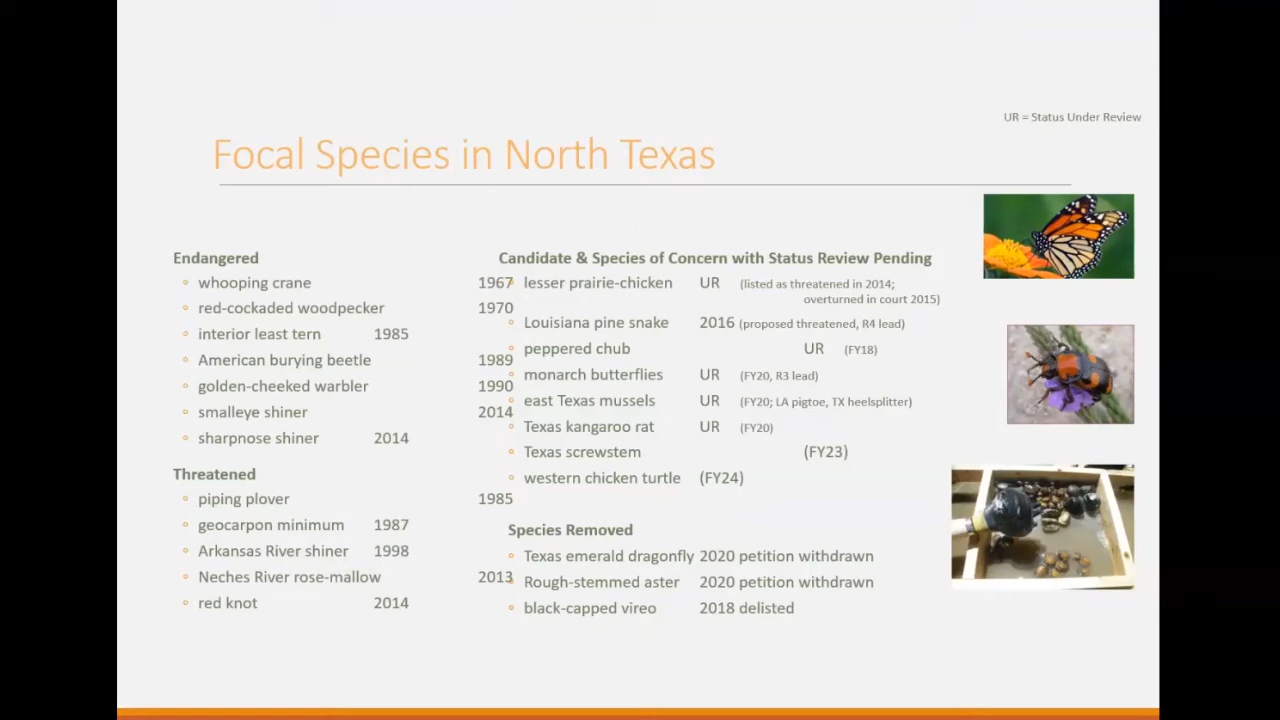 UR = Status Under Review
Focal Species in North Texas
Endangered
whooping crane 1967
red-cockaded woodpecker 1970
interior least tern 1985
American burying beetle 1989
golden-cheeked warbler 1990
smalleye shiner 2014
sharpnose shiner 2014
Threatened
piping plover 1985
geocarpon minimum 1987
Arkansas River shiner 1998
Neches River rose-mallow 2013
red knot 2014
Candidate & Species of Concern with Status Review Pending
lesser prairie-chicken UR (listed as threatened in 2014;
overturned in court 2015)
Louisiana pine snake 2016 (proposed threatened, R4 lead)
peppered chub UR (FY18)
monarch butterflies UR (FY20, R3 lead)
east Texas mussels UR (FY20; LA pigtoe, TX heelsplitter)
Texas kangaroo rat UR (FY20)
Texas screwstem (FY23)
western chicken turtle (FY24)
Species Removed
Texas emerald dragonfly 2020 petition withdrawn
Rough-stemmed aster 2020 petition withdrawn
black-capped vireo 2018 delisted